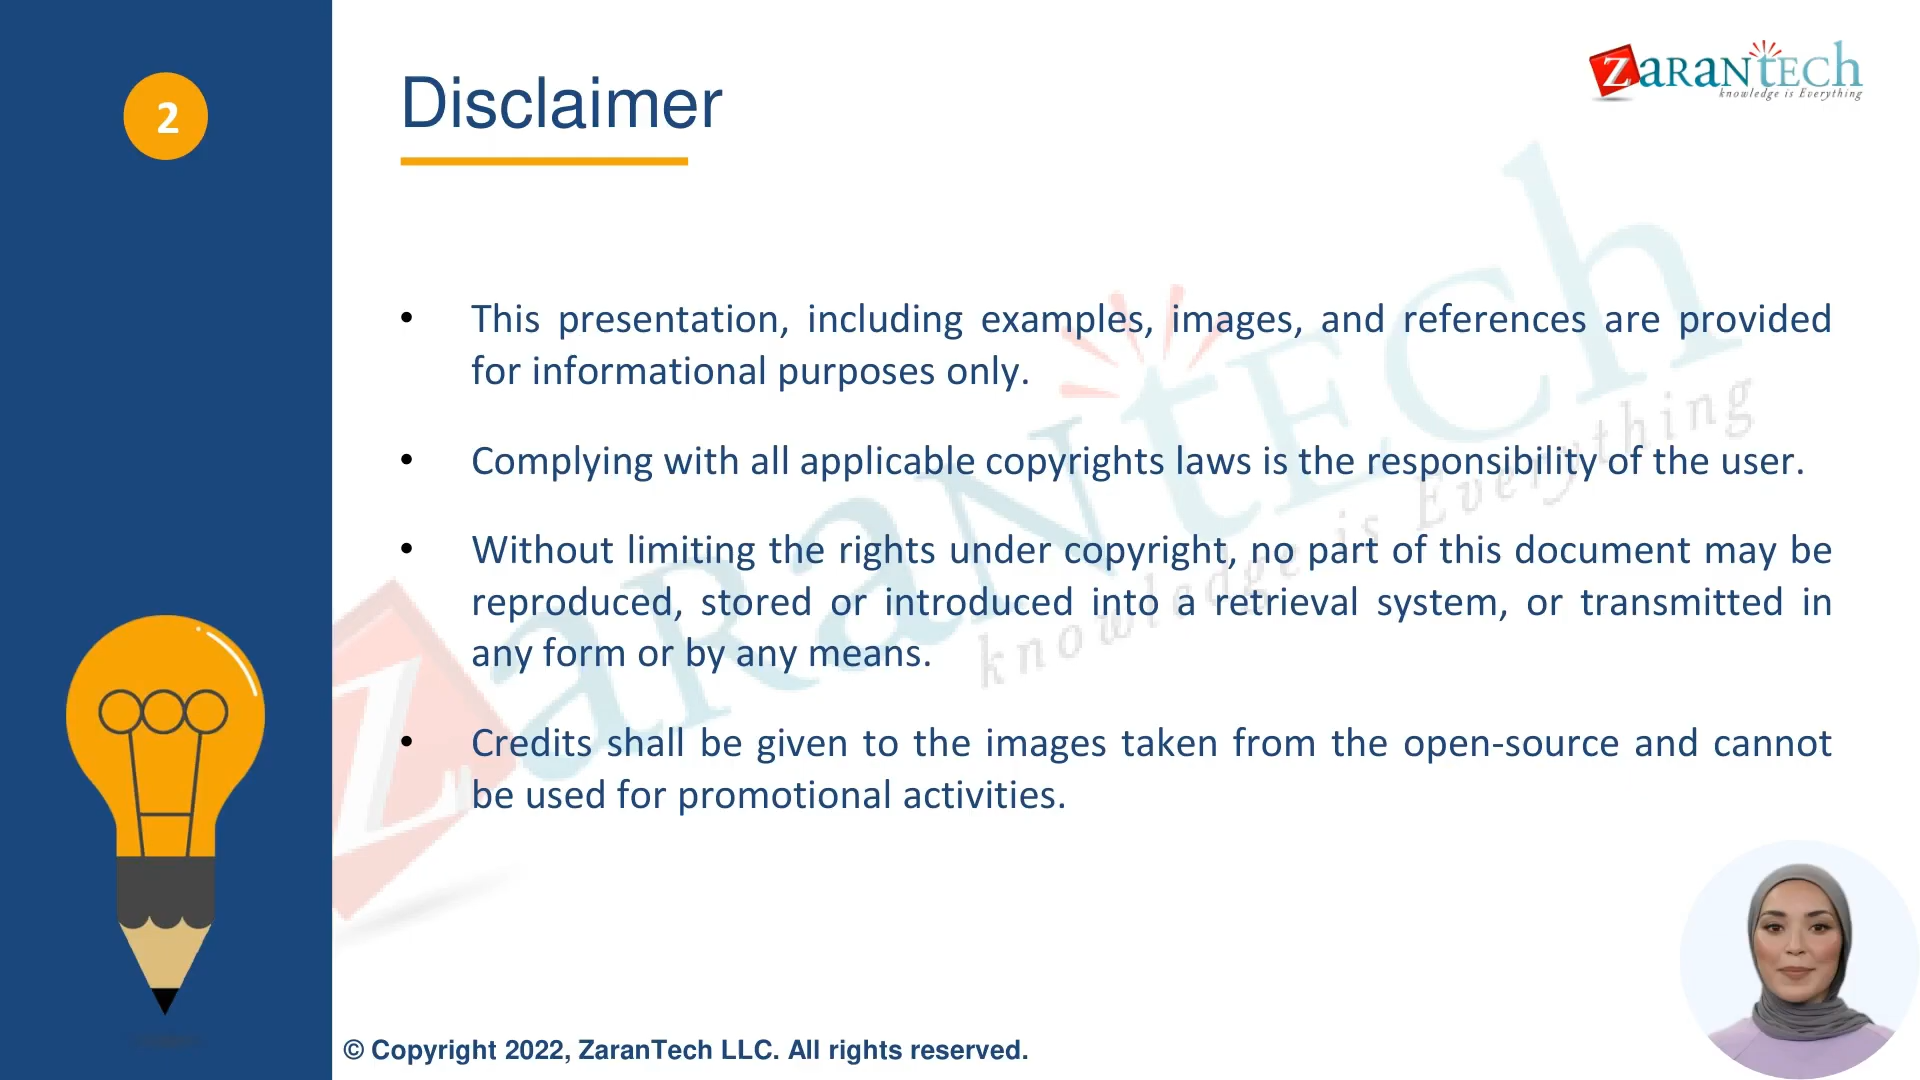 2
Disclaimer
ZaranTech
knowledge is Everything
• This presentation, including examples, images, and references are provided
for informational purposes only.
• Complying with all applicable copyrights laws is the responsibility of the user.
• Without limiting the rights under copyright, no part of this document may be
reproduced, stored or introduced into a retrieval system, or transmitted in
any form or by any means.
• Credits shall be given to the images taken from the open-source and cannot
be used for promotional activities.
ZaranTech
knowledge is Everything
© Copyright 2022, ZaranTech LLC. All rights reserved.